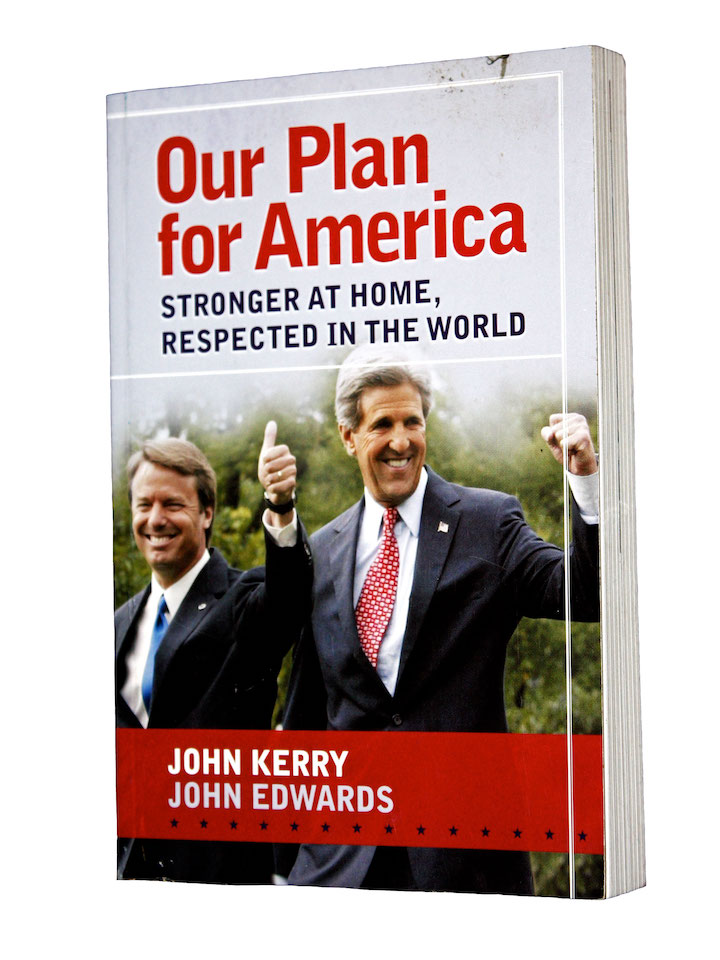 Our Plan
for America
STRONGER AT HOME,
RESPECTED IN THE WORLD
JOHN KERRY
JOHN EDWARDS